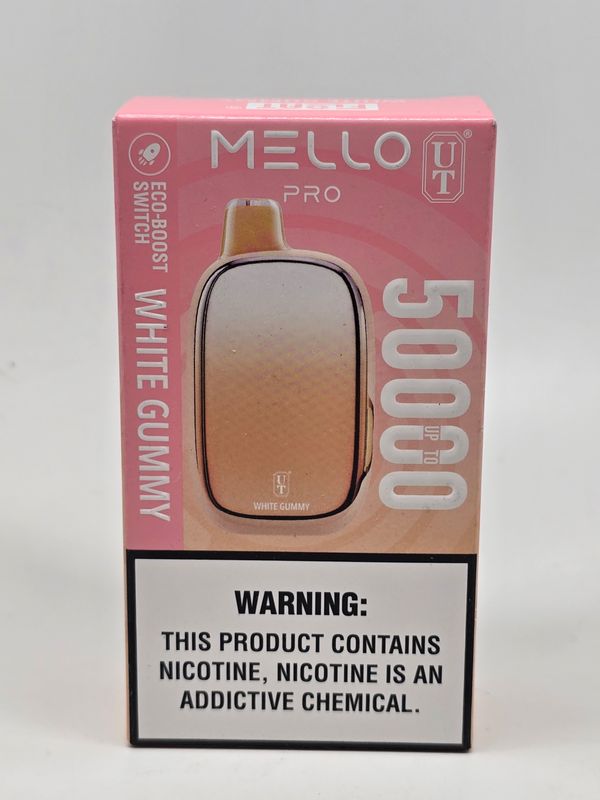 MELLO
PRO
UT®
ECO-BOOST
SWITCH
WHITE GUMMY
UP TO
50000
UT
WHITE GUMMY
WARNING:
THIS PRODUCT CONTAINS
NICOTINE, NICOTINE IS AN
ADDICTIVE CHEMICAL.